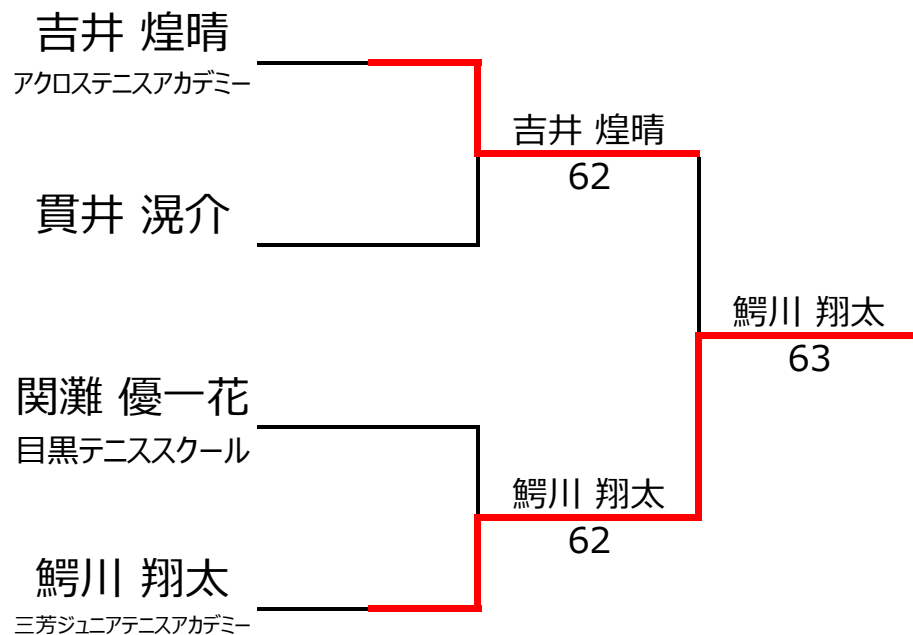 吉井 煌晴
アクロステニスアカデミー
吉井 煌晴
62
貫井 滉介
鰐川 翔太
63
関灘 優一花
目黒テニススクール
鰐川 翔太
62
鰐川 翔太
三芳ジュニアテニスアカデミー